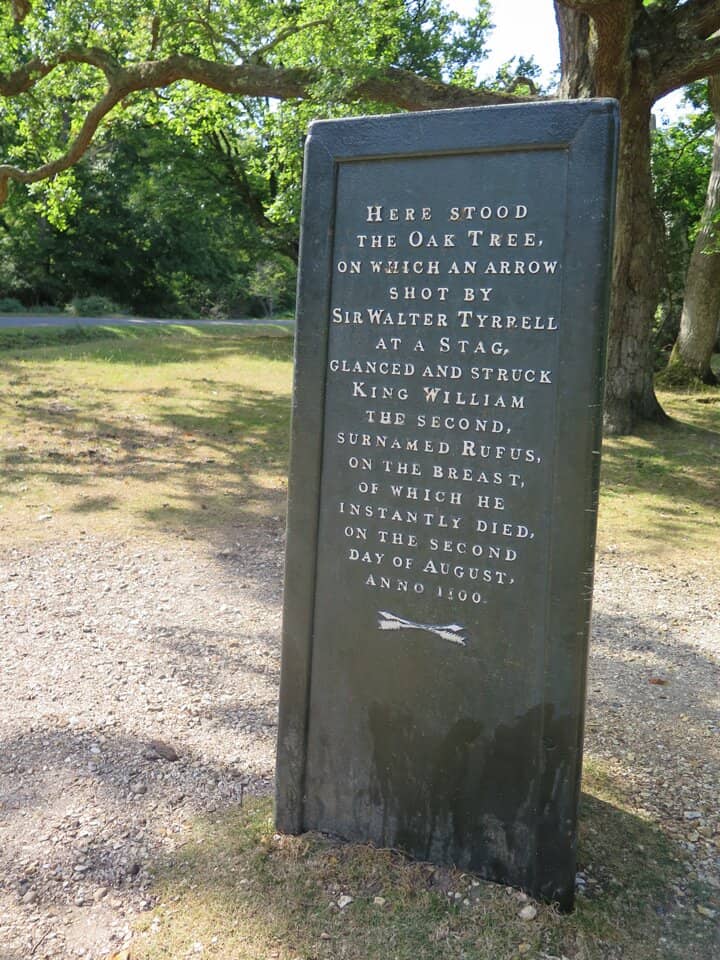 HERE STOOD
THE OAK TREE,
ON WHICH AN ARROW
SHOT BY
SIR WALTER TYRRELL
AT A STAG,
GLANCED AND STRUCK
KING WILLIAM
THE SECOND,
SURNAMED RUFUS,
ON THE BREAST,
OF WHICH HE
INSTANTLY DIED,
ON THE SECOND
DAY OF AUGUST,
ANNO 1100.